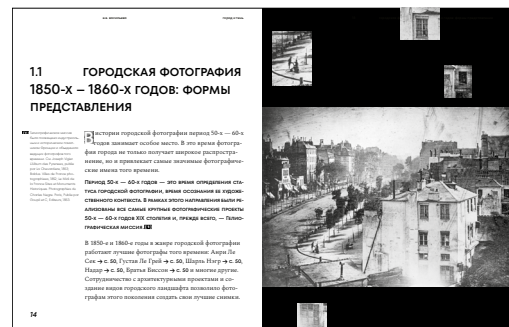 1.1 ГОРОДСКАЯ ФОТОГРАФИЯ
1850-х – 1860-х ГОДОВ: ФОРМЫ
ПРЕДСТАВЛЕНИЯ
В истории городской фотографии период 50-х — 60-х
годов занимает особое место. В это время фотогра-
фия города не только получает широкое распростра-
нение, но и привлекает самые значимые фотографиче-
ские имена того времени.
ПЕРИОД 50-х — 60-х ГОДОВ — ЭТО ВРЕМЯ ОПРЕДЕЛЕНИЯ СТА-
ТУСА ГОРОДСКОЙ ФОТОГРАФИИ, ВРЕМЯ ОСОЗНАНИЯ ЕЕ ХУДОЖЕ-
СТВЕННОГО КОНТЕКСТА. В РАМКАХ ЭТОГО НАПРАВЛЕНИЯ БЫЛИ РЕ-
АЛИЗОВАНЫ ВСЕ САМЫЕ КРУПНЫЕ ФОТОГРАФИЧЕСКИЕ ПРОЕКТЫ
50-х — 60-х ГОДОВ XIX СТОЛЕТИЯ И, ПРЕЖДЕ ВСЕГО, — ГЕЛИО-
ГРАФИЧЕСКАЯ МИССИЯ.
В 1850-е и 1860-е годы в жанре городской фотографии
работают лучшие фотографы того времени: Анри Ле
Сек → с. 50, Гюстав Ле Грей → с. 50, Шарль Нэгр → с. 50,
Надар → с. 50, Братья Биссон → с. 50 и многие другие.
Сотрудничество с архитектурными проектами и со-
здание видов городского ландшафта позволило фото-
графам этого поколения создать свои лучшие снимки.
14